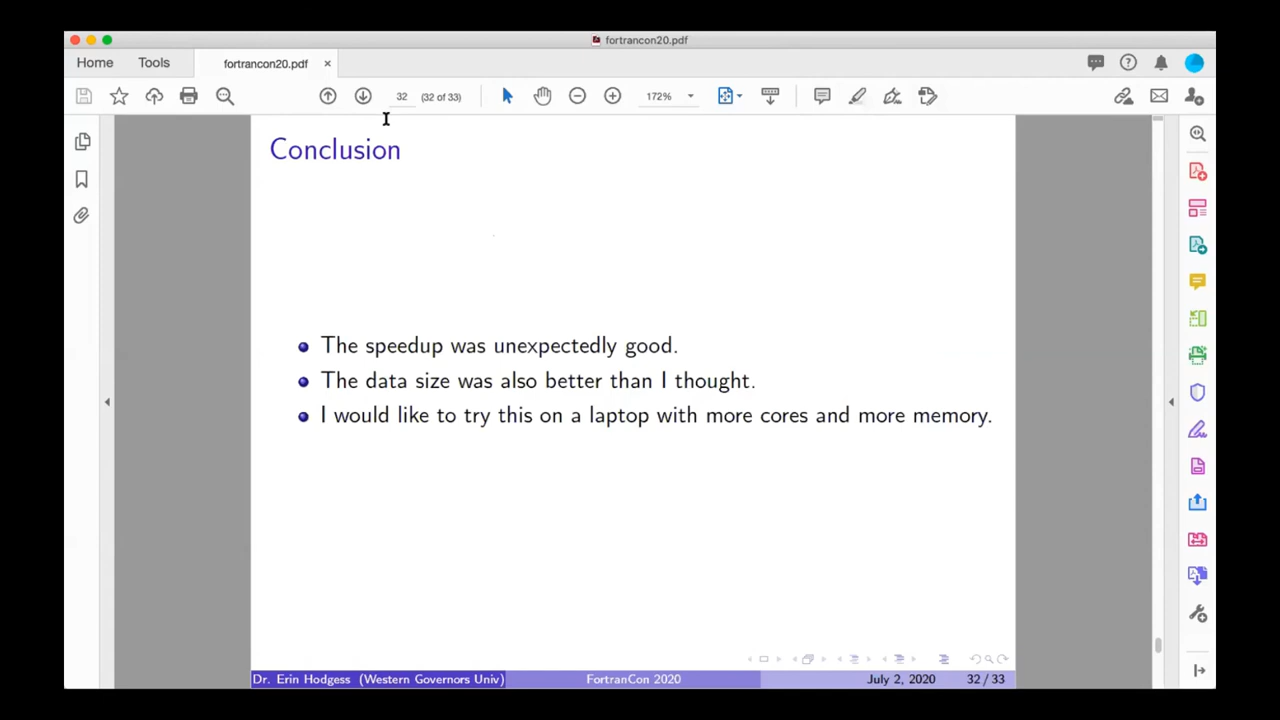 fortrancon20.pdf
Home Tools fortrancon20.pdf ×
32 (32 of 33) 172%
Conclusion
The speedup was unexpectedly good.
The data size was also better than I thought.
I would like to try this on a laptop with more cores and more memory.
Dr. Erin Hodgess (Western Governors Univ) FortranCon 2020 July 2, 2020 32 / 33